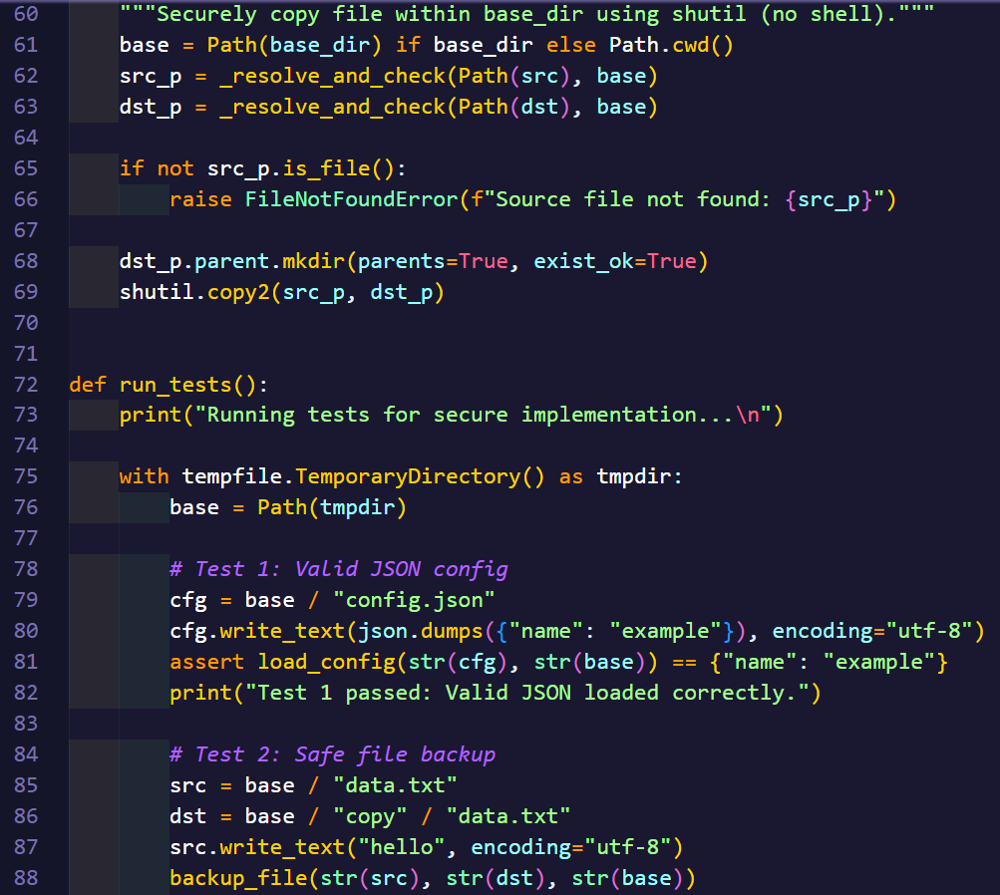 60 """Securely copy file within base_dir using shutil (no shell)."""
61 base = Path(base_dir) if base_dir else Path.cwd()
62 src_p = _resolve_and_check(Path(src), base)
63 dst_p = _resolve_and_check(Path(dst), base)
64
65 if not src_p.is_file():
66 raise FileNotFoundError(f"Source file not found: {src_p}")
67
68 dst_p.parent.mkdir(parents=True, exist_ok=True)
69 shutil.copy2(src_p, dst_p)
70
71
72 def run_tests():
73 print("Running tests for secure implementation...\n")
74
75 with tempfile.TemporaryDirectory() as tmpdir:
76 base = Path(tmpdir)
77
78 # Test 1: Valid JSON config
79 cfg = base / "config.json"
80 cfg.write_text(json.dumps({"name": "example"}), encoding="utf-8")
81 assert load_config(str(cfg), str(base)) == {"name": "example"}
82 print("Test 1 passed: Valid JSON loaded correctly.")
83
84 # Test 2: Safe file backup
85 src = base / "data.txt"
86 dst = base / "copy" / "data.txt"
87 src.write_text("hello", encoding="utf-8")
88 backup_file(str(src), str(dst), str(base))